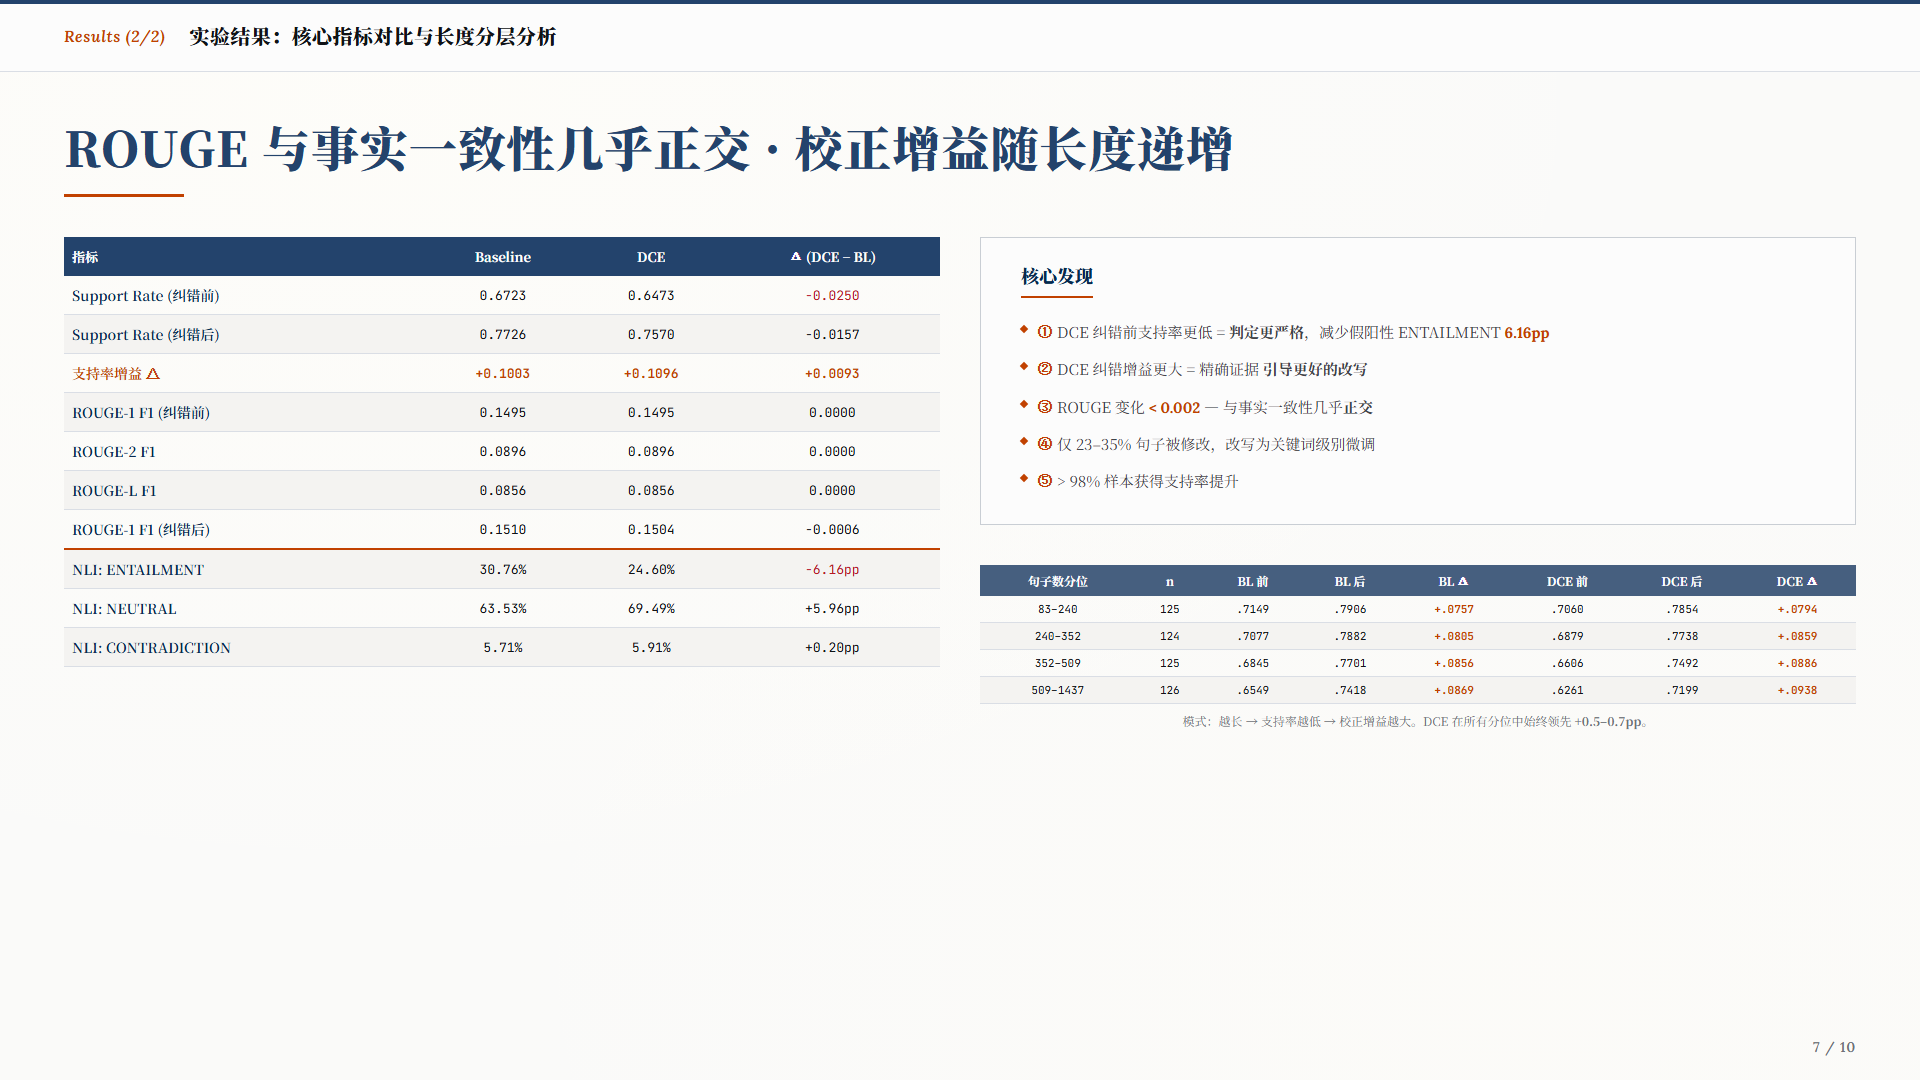 Results (2/2) 实验结果：核心指标对比与长度分层分析
ROUGE 与事实一致性几乎正交 · 校正增益随长度递增
指标 Baseline DCE Δ (DCE − BL)
Support Rate (纠错前) 0.6723 0.6473 -0.0250
Support Rate (纠错后) 0.7726 0.7570 -0.0157
支持率增益 Δ +0.1003 +0.1096 +0.0093
ROUGE-1 F1 (纠错前) 0.1495 0.1495 0.0000
ROUGE-2 F1 0.0896 0.0896 0.0000
ROUGE-L F1 0.0856 0.0856 0.0000
ROUGE-1 F1 (纠错后) 0.1510 0.1504 -0.0006
NLI: ENTAILMENT 30.76% 24.60% -6.16pp
NLI: NEUTRAL 63.53% 69.49% +5.96pp
NLI: CONTRADICTION 5.71% 5.91% +0.20pp
核心发现
◆ ① DCE 纠错前支持率更低 = 判定更严格，减少假阳性 ENTAILMENT 6.16pp
◆ ② DCE 纠错增益更大 = 精确证据 引导更好的改写
◆ ③ ROUGE 变化 < 0.002 — 与事实一致性几乎正交
◆ ④ 仅 23–35% 句子被修改，改写为关键词级别微调
◆ ⑤ > 98% 样本获得支持率提升
句子数分位 n BL 前 BL 后 BL Δ DCE 前 DCE 后 DCE Δ
83–240 125 .7149 .7906 +.0757 .7060 .7854 +.0794
240–352 124 .7077 .7882 +.0805 .6879 .7738 +.0859
352–509 125 .6845 .7701 +.0856 .6606 .7492 +.0886
509–1437 126 .6549 .7418 +.0869 .6261 .7199 +.0938
模式：越长 → 支持率越低 → 校正增益越大。DCE 在所有分位中始终领先 +0.5–0.7pp。
7 / 10